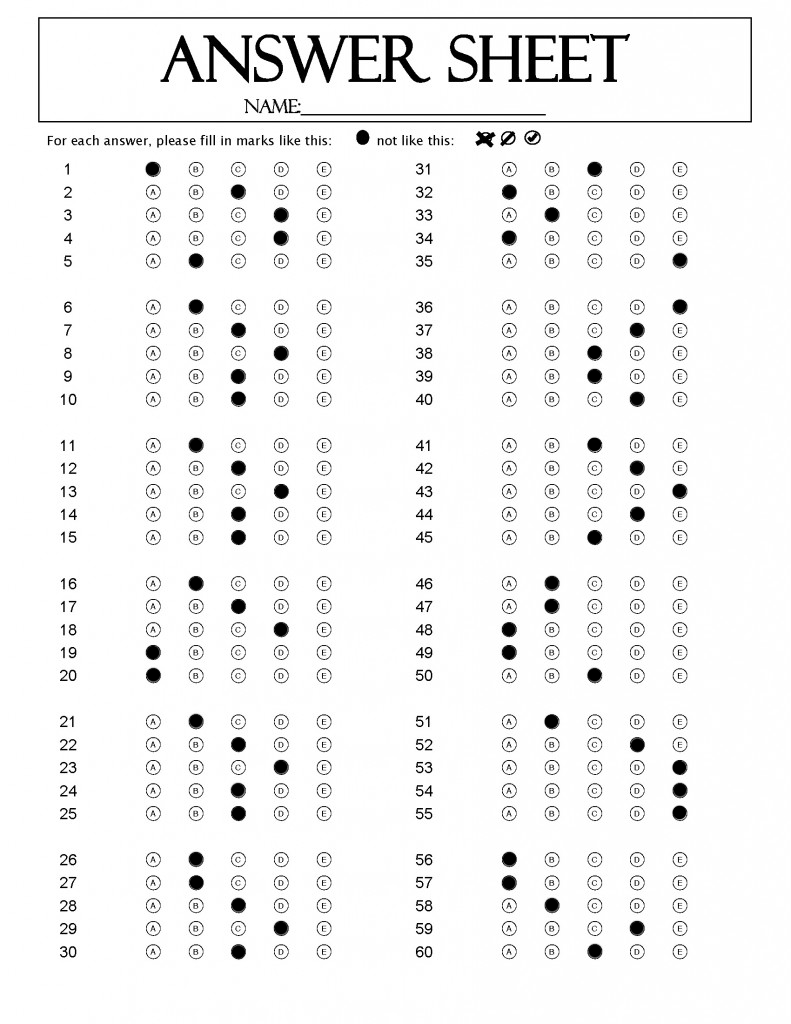 ANSWER SHEET
NAME:
For each answer, please fill in marks like this: not like this:
1 B C D E 31 A B D E
2 A B D E 32 B C D E
3 A B C E 33 A C D E
4 A B C E 34 B C D E
5 A C D E 35 A B C D
6 A C D E 36 A B C D
7 A B D E 37 A B C E
8 A B C E 38 A B D E
9 A B D E 39 A B D E
10 A B D E 40 A B C E
11 A C D E 41 A B D E
12 A B D E 42 A B C E
13 A B C E 43 A B C D
14 A B D E 44 A B C E
15 A B D E 45 A B D E
16 A C D E 46 A C D E
17 A B D E 47 A C D E
18 A B C E 48 B C D E
19 B C D E 49 B C D E
20 B C D E 50 A B D E
21 A C D E 51 A C D E
22 A B D E 52 A B C E
23 A B C E 53 A B C D
24 A B D E 54 A B C D
25 A B D E 55 A B C D
26 A C D E 56 B C D E
27 A C D E 57 B C D E
28 A B D E 58 A C D E
29 A B C E 59 A B C E
30 A B D E 60 A B D E